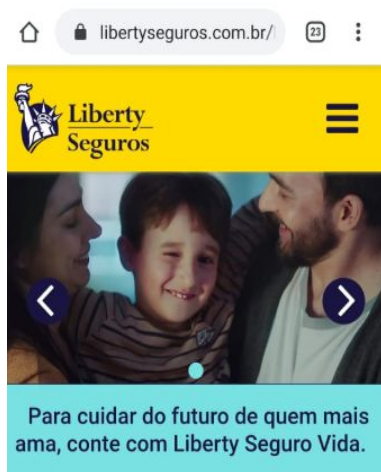 libertyseguros.com.br/
23
Liberty
Seguros
Para cuidar do futuro de quem mais
ama, conte com Liberty Seguro Vida.